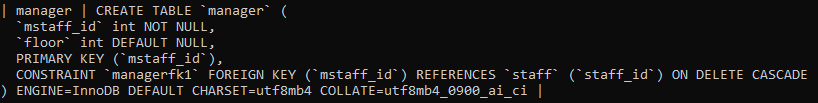 | manager | CREATE TABLE `manager` (
  `mstaff_id` int NOT NULL,
  `floor` int DEFAULT NULL,
  PRIMARY KEY (`mstaff_id`),
  CONSTRAINT `managerfk1` FOREIGN KEY (`mstaff_id`) REFERENCES `staff` (`staff_id`) ON DELETE CASCADE
) ENGINE=InnoDB DEFAULT CHARSET=utf8mb4 COLLATE=utf8mb4_0900_ai_ci |